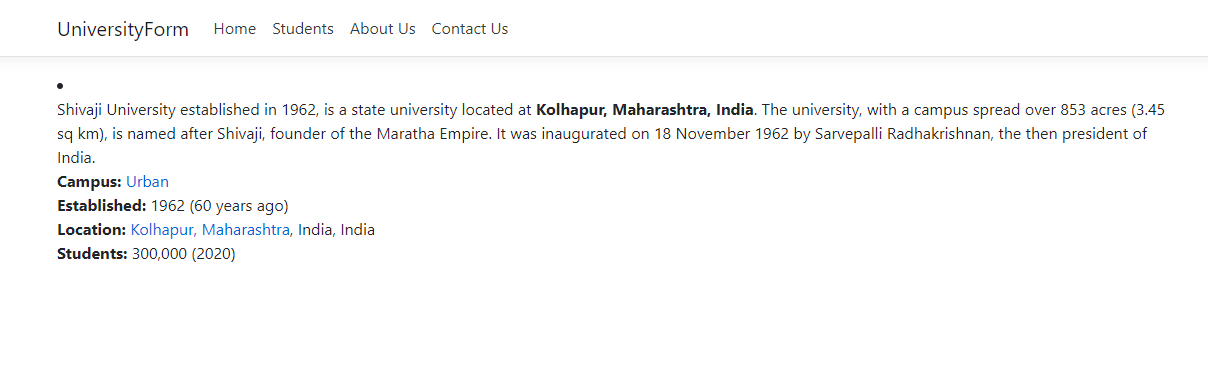 UniversityForm Home Students About Us Contact Us
•
Shivaji University established in 1962, is a state university located at Kolhapur, Maharashtra, India. The university, with a campus spread over 853 acres (3.45
sq km), is named after Shivaji, founder of the Maratha Empire. It was inaugurated on 18 November 1962 by Sarvepalli Radhakrishnan, the then president of
India.
Campus: Urban
Established: 1962 (60 years ago)
Location: Kolhapur, Maharashtra, India, India
Students: 300,000 (2020)